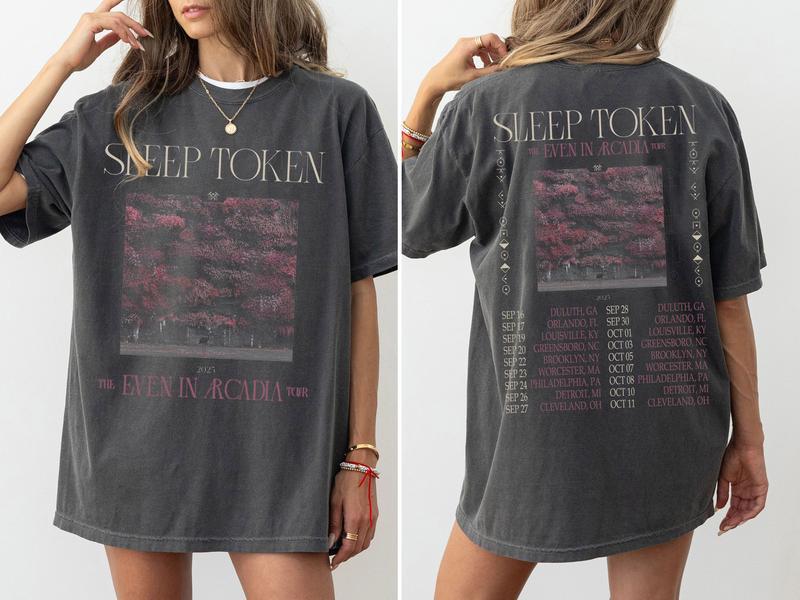 SLEEP TOKEN
2025
THE EVEN IN ARCADIA TOUR
SLEEP TOKEN
THE EVEN IN ARCADIA TOUR
2025
SEP 16 DULUTH, GA SEP 28 DULUTH, GA
SEP 17 ORLANDO, FL SEP 30 ORLANDO, FL
SEP 19 LOUISVILLE, KY OCT 01 LOUISVILLE, KY
SEP 20 GREENSBORO, NC OCT 03 GREENSBORO, NC
SEP 22 BROOKLYN, NY OCT 05 BROOKLYN, NY
SEP 23 WORCESTER, MA OCT 07 WORCESTER, MA
SEP 24 PHILADELPHIA, PA OCT 08 PHILADELPHIA, PA
SEP 26 DETROIT, MI OCT 10 DETROIT, MI
SEP 27 CLEVELAND, OH OCT 11 CLEVELAND, OH